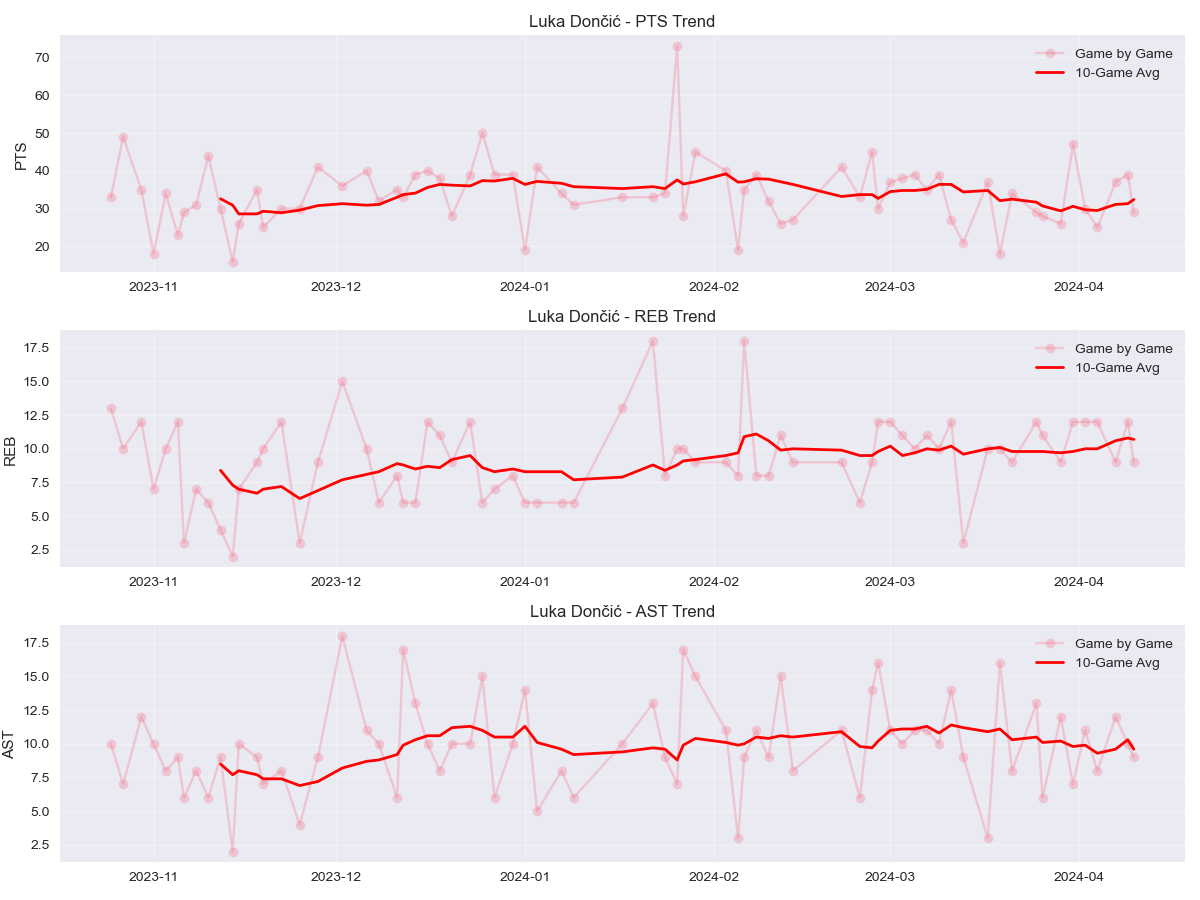 Luka Dončić - PTS Trend
Game by Game
10-Game Avg
PTS
70
60
50
40
30
20
2023-11 2023-12 2024-01 2024-02 2024-03 2024-04
Luka Dončić - REB Trend
Game by Game
10-Game Avg
REB
17.5
15.0
12.5
10.0
7.5
5.0
2.5
2023-11 2023-12 2024-01 2024-02 2024-03 2024-04
Luka Dončić - AST Trend
Game by Game
10-Game Avg
AST
17.5
15.0
12.5
10.0
7.5
5.0
2.5
2023-11 2023-12 2024-01 2024-02 2024-03 2024-04